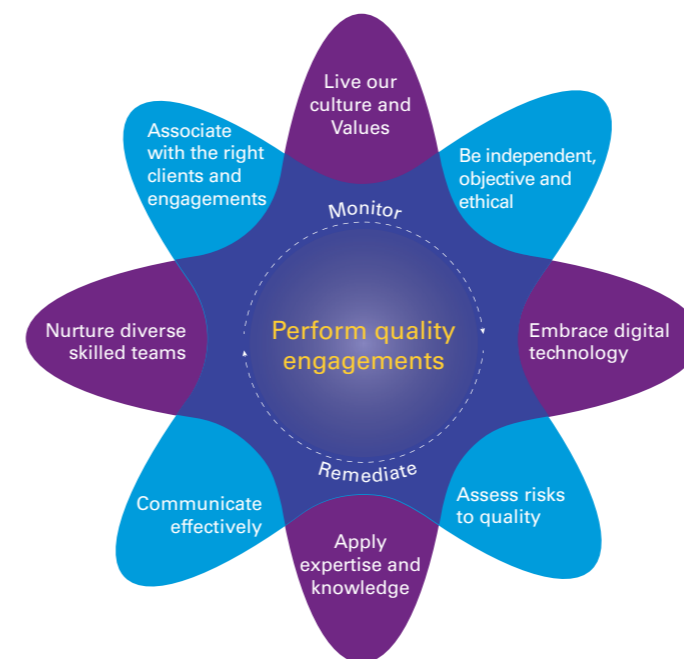 Live our
culture and
Values
Associate
with the right
clients and
engagements
Be independent,
objective and
ethical
Monitor
Nurture diverse
skilled teams
Perform quality
engagements
Embrace digital
technology
Remediate
Communicate
effectively
Assess risks
to quality
Apply
expertise and
knowledge